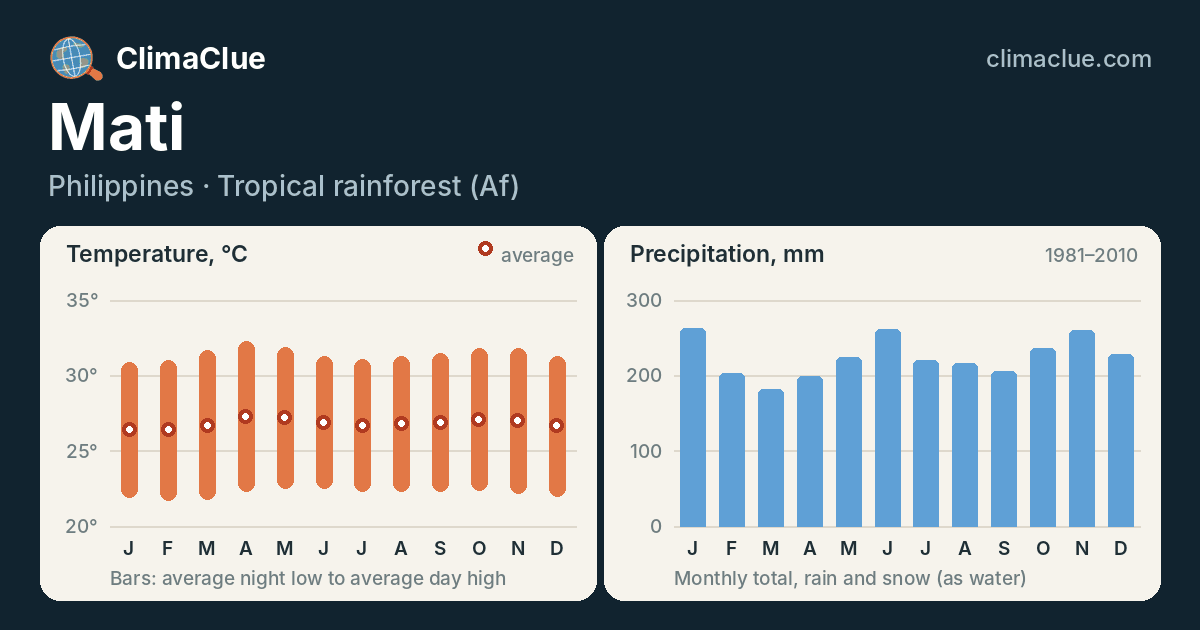 ClimaClue
climaclue.com
Mati
Philippines · Tropical rainforest (Af)
Temperature, °C
average
35°
30°
25°
20°
J F M A M J J A S O N D
Bars: average night low to average day high
Precipitation, mm
1981–2010
300
200
100
0
J F M A M J J A S O N D
Monthly total, rain and snow (as water)